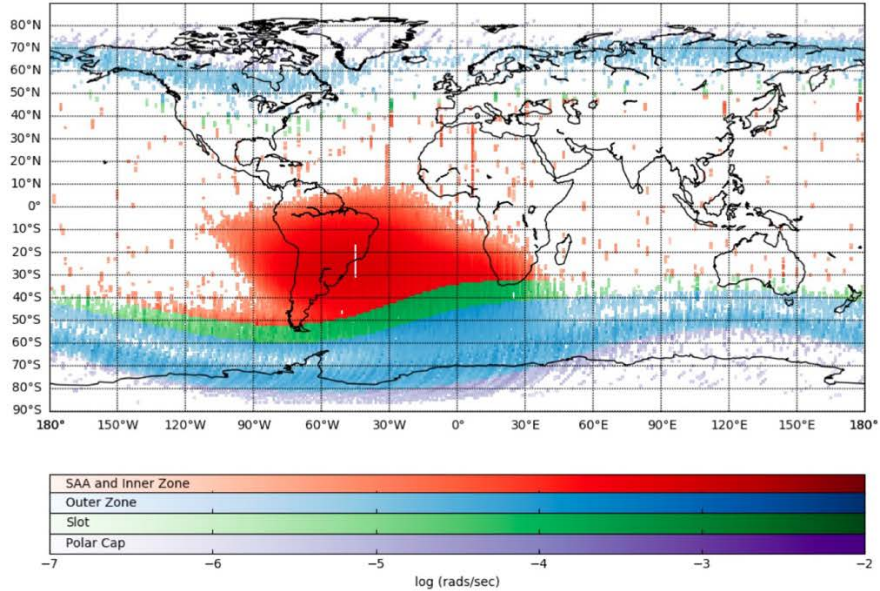 80°N
70°N
60°N
50°N
40°N
30°N
20°N
10°N
0°
10°S
20°S
30°S
40°S
50°S
60°S
70°S
80°S
90°S
180° 150°W 120°W 90°W 60°W 30°W 0° 30°E 60°E 90°E 120°E 150°E 180°
SAA and Inner Zone
Outer Zone
Slot
Polar Cap
−7 −6 −5 −4 −3 −2
log (rads/sec)